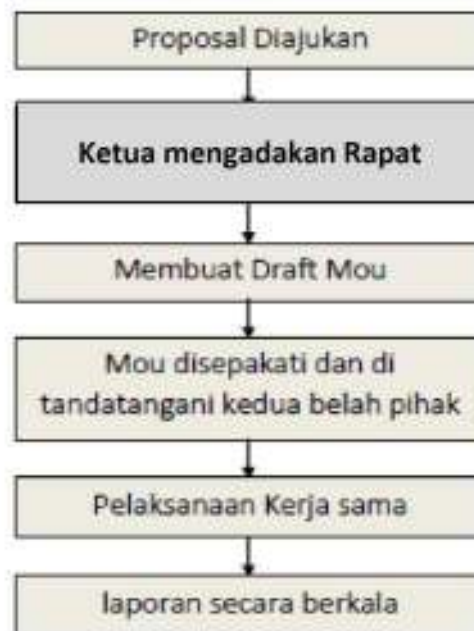 Proposal Diajukan
Ketua mengadakan Rapat
Membuat Draft Mou
Mou disepakati dan di
tandatangani kedua belah pihak
Pelaksanaan Kerja sama
laporan secara berkala